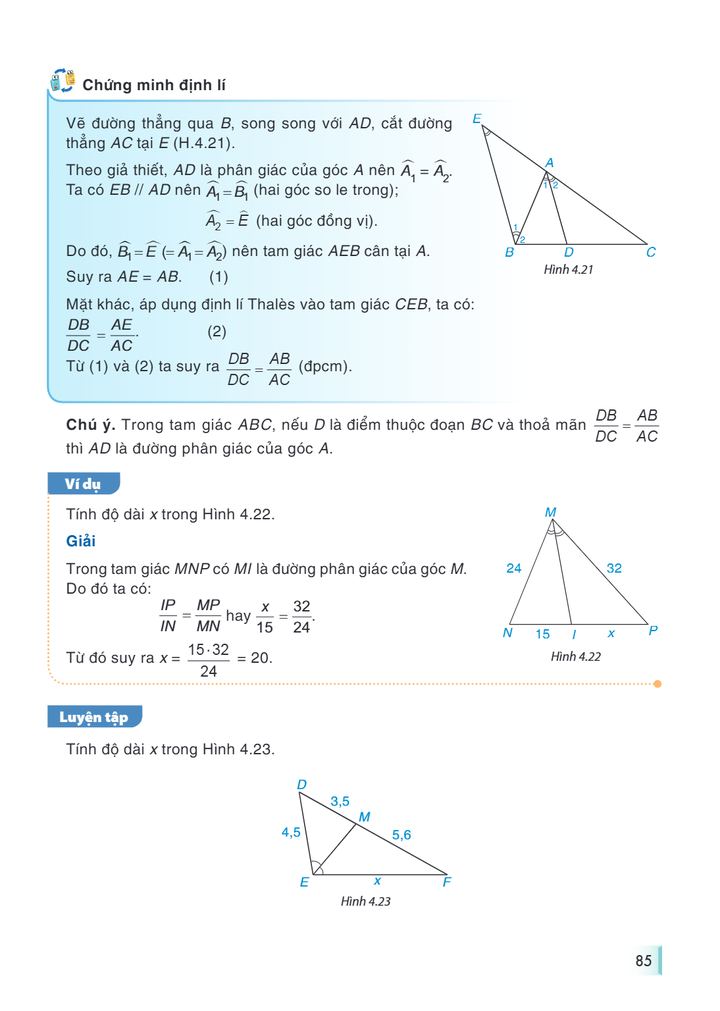 Chứng minh định lí
Vẽ đường thẳng qua B, song song với AD, cắt đường
thẳng AC tại E (H.4.21).
Theo giả thiết, AD là phân giác của góc A nên Â₁ = Â₂.
Ta có EB // AD nên Â₁ = B̂₁ (hai góc so le trong);
Â₂ = Ê (hai góc đồng vị).
Do đó, B̂₁ = Ê (= Â₁ = Â₂) nên tam giác AEB cân tại A.
Suy ra AE = AB. (1)
Mặt khác, áp dụng định lí Thalès vào tam giác CEB, ta có:
DB/DC = AE/AC. (2)
Từ (1) và (2) ta suy ra DB/DC = AB/AC (đpcm).
E
A
1 2
1
2
B D C
Hình 4.21
Chú ý. Trong tam giác ABC, nếu D là điểm thuộc đoạn BC và thoả mãn DB/DC = AB/AC
thì AD là đường phân giác của góc A.
Ví dụ
Tính độ dài x trong Hình 4.22.
Giải
Trong tam giác MNP có MI là đường phân giác của góc M.
Do đó ta có:
IP/IN = MP/MN hay x/15 = 32/24.
Từ đó suy ra x = 15·32/24 = 20.
M
24 32
N 15 I x P
Hình 4.22
Luyện tập
Tính độ dài x trong Hình 4.23.
D
3,5
M
4,5 5,6
E x F
Hình 4.23
85